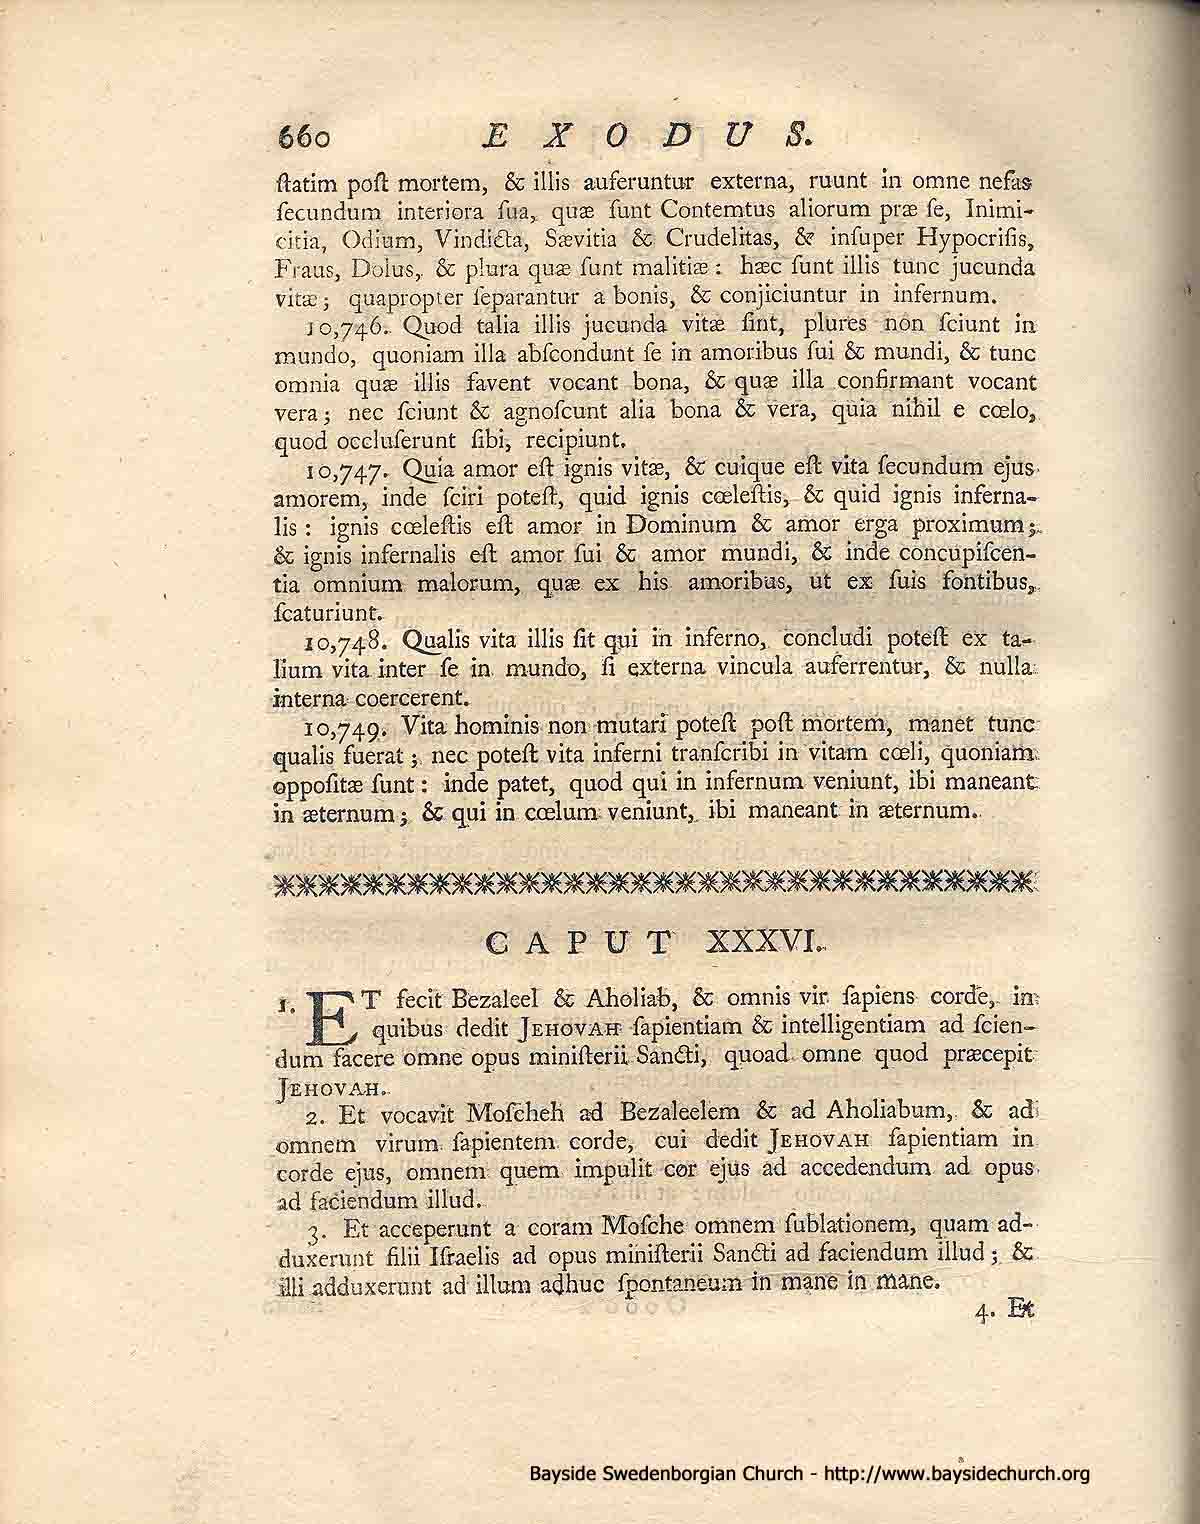 660 EXODUS.
ſtatim poſt mortem, & illis auferuntur externa, ruunt in omne nefas
ſecundum interiora ſua, quæ ſunt Contemtus aliorum præ ſe, Inimi-
citia, Odium, Vindicta, Sævitia & Crudelitas, & inſuper Hypocriſis,
Fraus, Dolus, & plura quæ ſunt malitiæ: hæc ſunt illis tunc jucunda
vitæ; quapropter ſeparantur a bonis, & conjiciuntur in infernum.
10,746. Quod talia illis jucunda vitæ ſint, plures non ſciunt in
mundo, quoniam illa abſcondunt ſe in amoribus ſui & mundi, & tunc
omnia quæ illis favent vocant bona, & quæ illa confirmant vocant
vera; nec ſciunt & agnoſcunt alia bona & vera, quia nihil e cœlo,
quod occluſerunt ſibi, recipiunt.
10,747. Quia amor eſt ignis vitæ, & cuique eſt vita ſecundum ejus
amorem, inde ſciri poteſt, quid ignis cœleſtis, & quid ignis inferna-
lis: ignis cœleſtis eſt amor in Dominum & amor erga proximum;
& ignis infernalis eſt amor ſui & amor mundi, & inde concupiſcen-
tia omnium malorum, quæ ex his amoribus, ut ex ſuis fontibus,
ſcaturiunt.
10,748. Qualis vita illis ſit qui in inferno, concludi poteſt ex ta-
lium vita inter ſe in mundo, ſi externa vincula auferrentur, & nulla
interna coercerent.
10,749. Vita hominis non mutari poteſt poſt mortem, manet tunc
qualis fuerat; nec poteſt vita inferni tranſcribi in vitam cœli, quoniam
oppoſitæ ſunt: inde patet, quod qui in infernum veniunt, ibi maneant
in æternum; & qui in cœlum veniunt, ibi maneant in æternum.
CAPUT XXXVI.
1. ET fecit Bezaleel & Aholiab, & omnis vir ſapiens corde, in
quibus dedit JEHOVAH ſapientiam & intelligentiam ad ſcien-
dum facere omne opus miniſterii Sancti, quoad omne quod præcepit
JEHOVAH.
2. Et vocavit Moſcheh ad Bezaleelem & ad Aholiabum, & ad
omnem virum ſapientem corde, cui dedit JEHOVAH ſapientiam in
corde ejus, omnem quem impulit cor ejus ad accedendum ad opus
ad faciendum illud.
3. Et acceperunt a coram Moſche omnem ſublationem, quam ad-
duxerunt filii Iſraelis ad opus miniſterii Sancti ad faciendum illud; &
illi adduxerunt ad illum adhuc ſpontaneum in mane in mane.
4. Et
Bayside Swedenborgian Church - http://www.baysidechurch.org